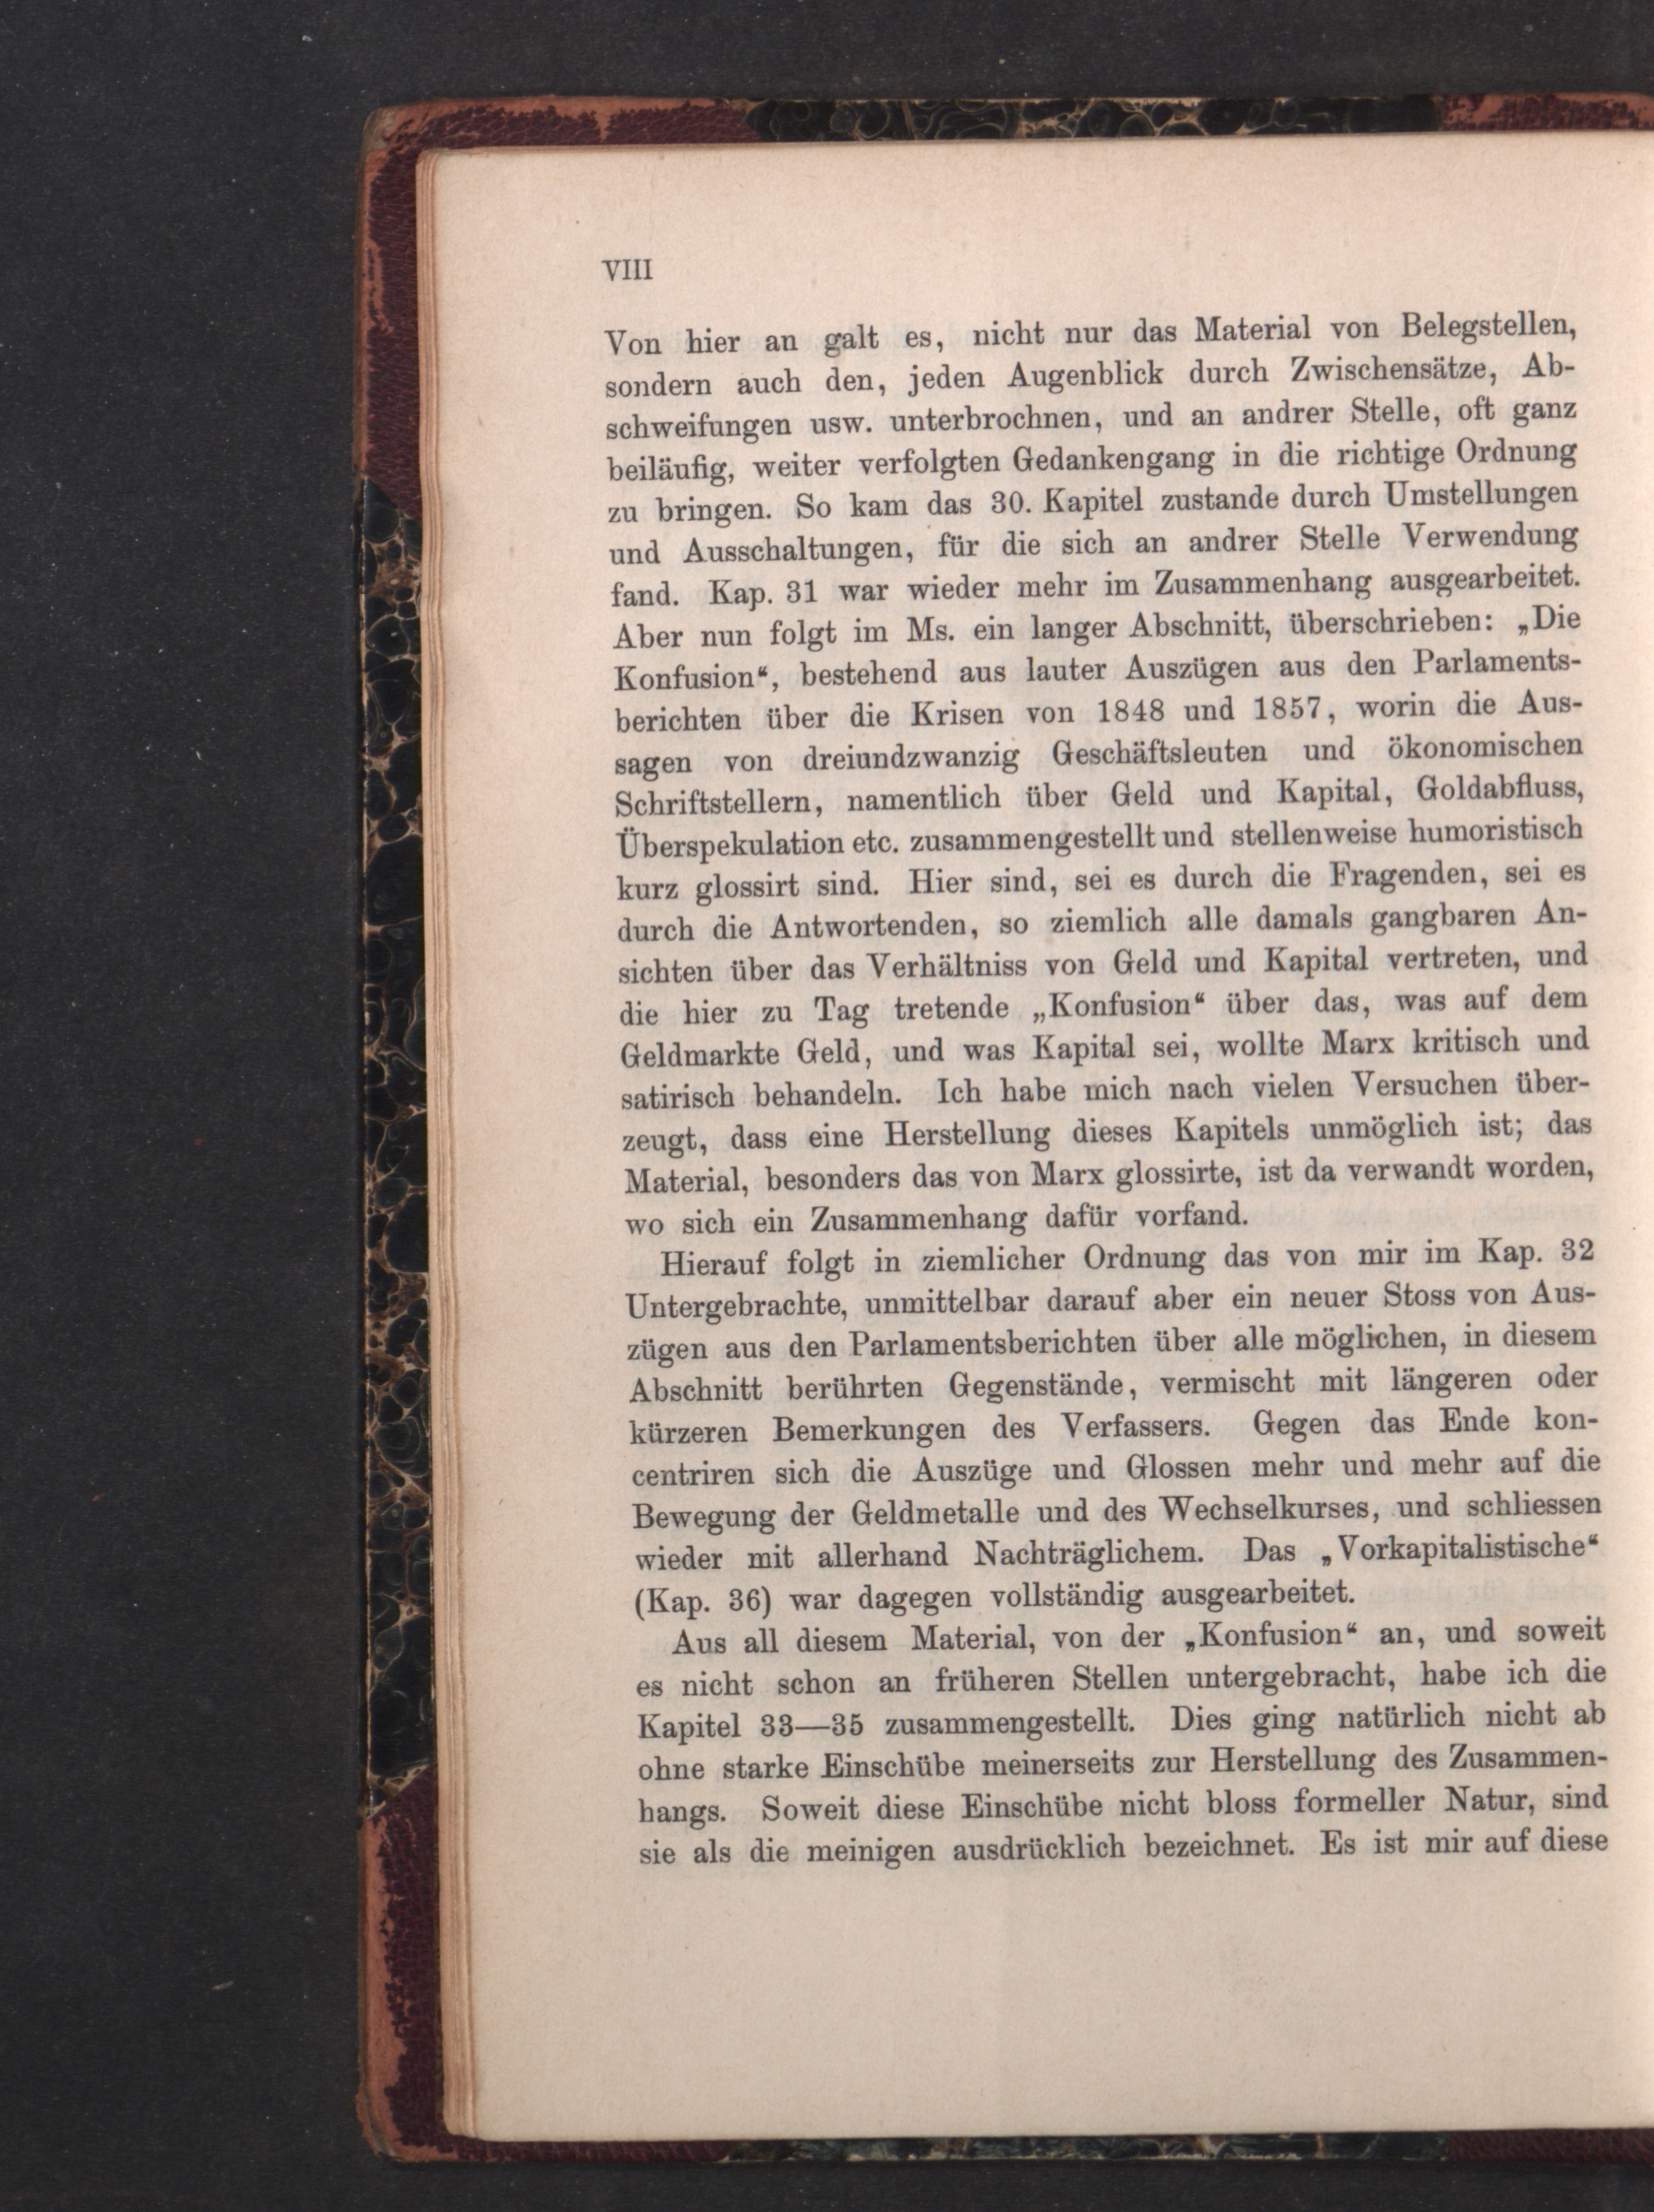 VIII
Von hier an galt es, nicht nur das Material von Belegstellen,
sondern auch den, jeden Augenblick durch Zwischensätze, Ab-
schweifungen usw. unterbrochnen, und an andrer Stelle, oft ganz
beiläufig, weiter verfolgten Gedankengang in die richtige Ordnung
zu bringen. So kam das 30. Kapitel zustande durch Umstellungen
und Ausschaltungen, für die sich an andrer Stelle Verwendung
fand. Kap. 31 war wieder mehr im Zusammenhang ausgearbeitet.
Aber nun folgt im Ms. ein langer Abschnitt, überschrieben: „Die
Konfusion“, bestehend aus lauter Auszügen aus den Parlaments-
berichten über die Krisen von 1848 und 1857, worin die Aus-
sagen von dreiundzwanzig Geschäftsleuten und ökonomischen
Schriftstellern, namentlich über Geld und Kapital, Goldabfluss,
Überspekulation etc. zusammengestellt und stellenweise humoristisch
kurz glossirt sind. Hier sind, sei es durch die Fragenden, sei es
durch die Antwortenden, so ziemlich alle damals gangbaren An-
sichten über das Verhältniss von Geld und Kapital vertreten, und
die hier zu Tag tretende „Konfusion“ über das, was auf dem
Geldmarkte Geld, und was Kapital sei, wollte Marx kritisch und
satirisch behandeln. Ich habe mich nach vielen Versuchen über-
zeugt, dass eine Herstellung dieses Kapitels unmöglich ist; das
Material, besonders das von Marx glossirte, ist da verwandt worden,
wo sich ein Zusammenhang dafür vorfand.
Hierauf folgt in ziemlicher Ordnung das von mir im Kap. 32
Untergebrachte, unmittelbar darauf aber ein neuer Stoss von Aus-
zügen aus den Parlamentsberichten über alle möglichen, in diesem
Abschnitt berührten Gegenstände, vermischt mit längeren oder
kürzeren Bemerkungen des Verfassers. Gegen das Ende kon-
centriren sich die Auszüge und Glossen mehr und mehr auf die
Bewegung der Geldmetalle und des Wechselkurses, und schliessen
wieder mit allerhand Nachträglichem. Das „Vorkapitalistische“
(Kap. 36) war dagegen vollständig ausgearbeitet.
Aus all diesem Material, von der „Konfusion“ an, und soweit
es nicht schon an früheren Stellen untergebracht, habe ich die
Kapitel 33—35 zusammengestellt. Dies ging natürlich nicht ab
ohne starke Einschübe meinerseits zur Herstellung des Zusammen-
hangs. Soweit diese Einschübe nicht bloss formeller Natur, sind
sie als die meinigen ausdrücklich bezeichnet. Es ist mir auf diese